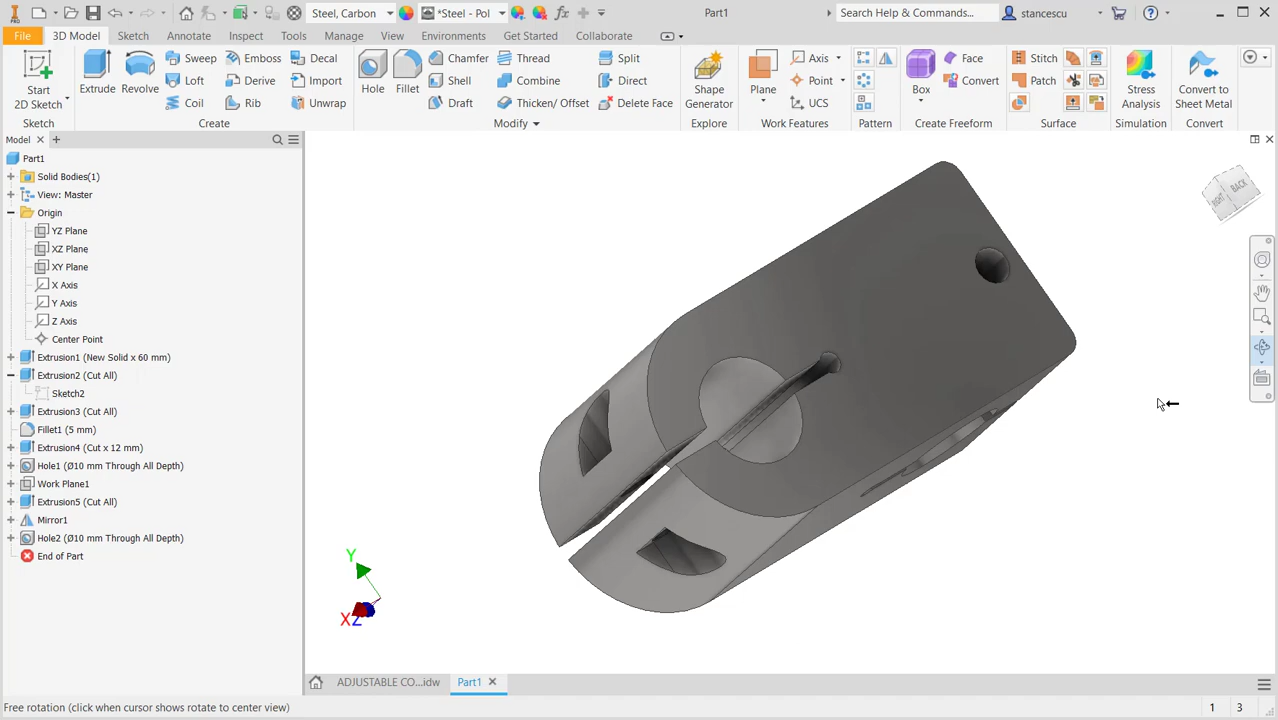 PRO Steel, Carbon *Steel - Pol fx Part1 Search Help & Commands... stancescu
File 3D Model Sketch Annotate Inspect Tools Manage View Environments Get Started Collaborate
Start 2D Sketch
Extrude
Revolve
Sweep
Emboss
Decal
Loft
Derive
Import
Coil
Rib
Unwrap
Hole
Fillet
Chamfer
Thread
Split
Shell
Combine
Direct
Draft
Thicken/ Offset
Delete Face
Shape Generator
Plane
Axis
Point
UCS
Box
Face
Convert
Stitch
Patch
Stress Analysis
Convert to Sheet Metal
Sketch Create Modify Explore Work Features Pattern Create Freeform Surface Simulation Convert
Model
Part1
Solid Bodies(1)
View: Master
Origin
YZ Plane
XZ Plane
XY Plane
X Axis
Y Axis
Z Axis
Center Point
Extrusion1 (New Solid x 60 mm)
Extrusion2 (Cut All)
Sketch2
Extrusion3 (Cut All)
Fillet1 (5 mm)
Extrusion4 (Cut x 12 mm)
Hole1 (Ø10 mm Through All Depth)
Work Plane1
Extrusion5 (Cut All)
Mirror1
Hole2 (Ø10 mm Through All Depth)
End of Part
RIGHT BACK
Y
X Z
ADJUSTABLE CO...idw Part1
Free rotation (click when cursor shows rotate to center view) 1 3